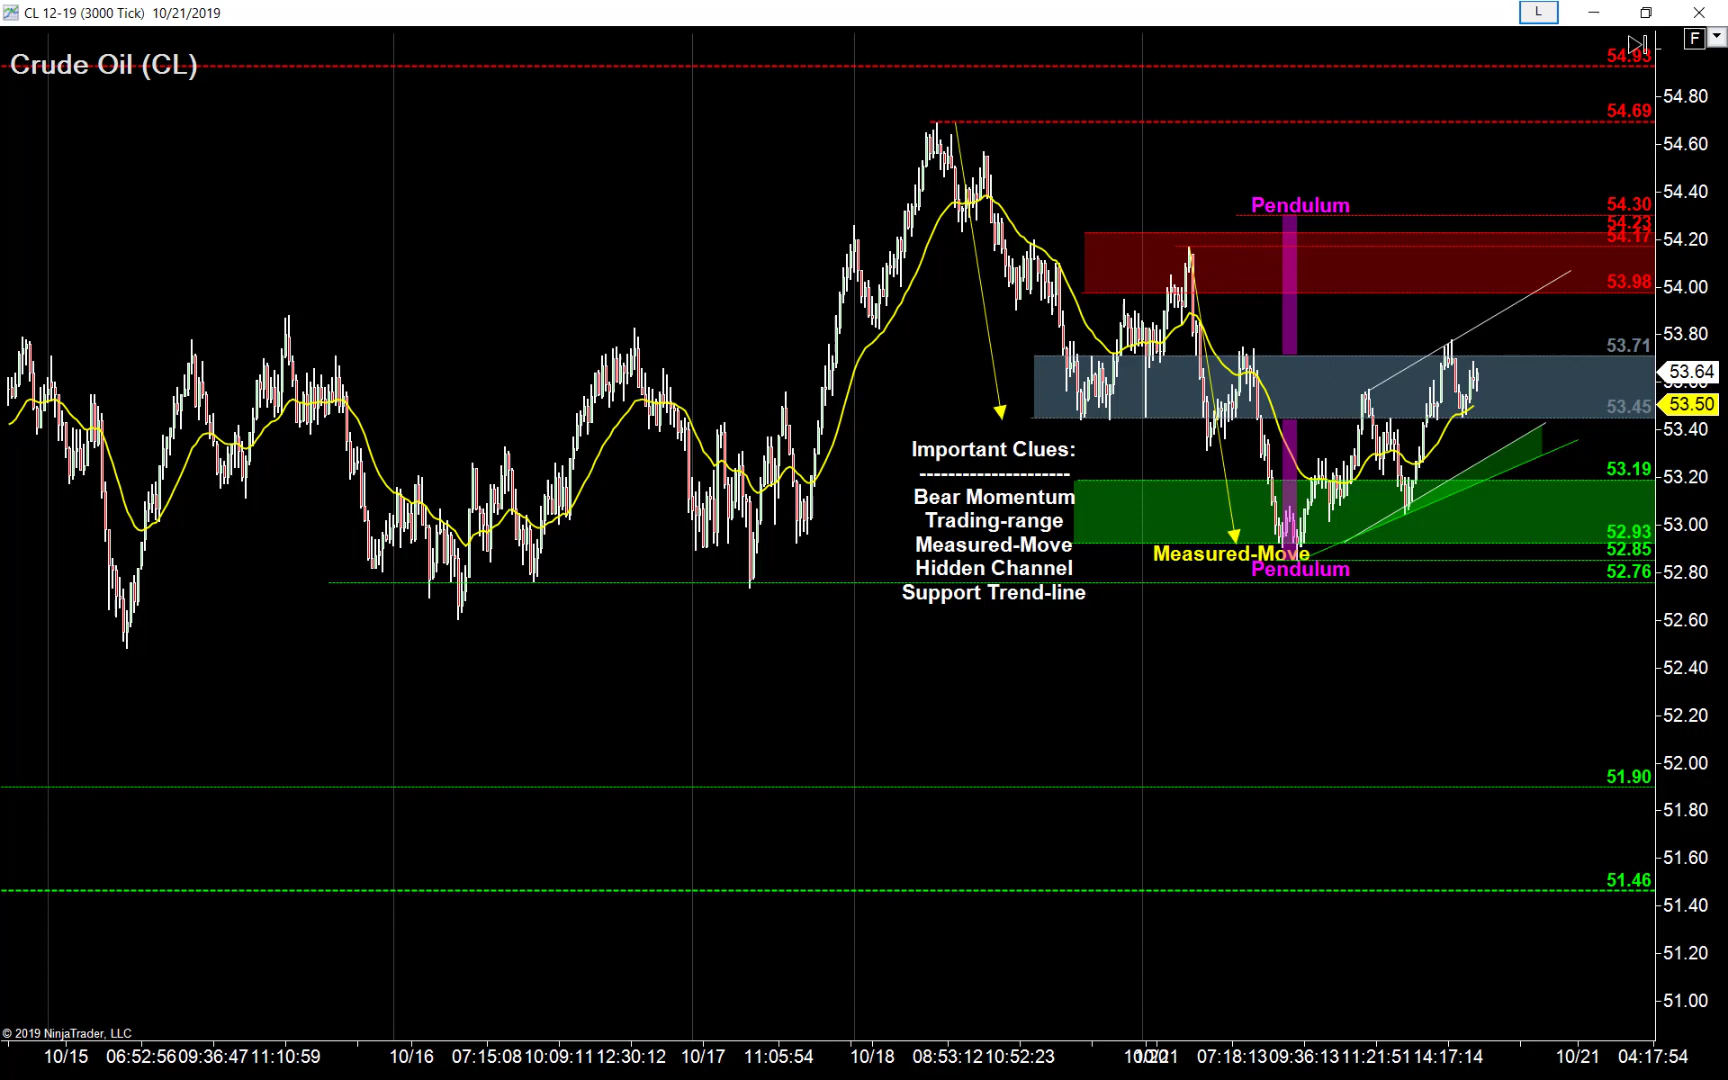 CL 12-19 (3000 Tick) 10/21/2019
L
F
Crude Oil (CL)
54.93
54.80
54.69
54.60
54.40
Pendulum
54.30
54.23
54.17
54.20
53.98
54.00
53.80
53.71
53.64
53.60
53.45
53.50
53.40
Important Clues:
--------------------
Bear Momentum
Trading-range
Measured-Move
Hidden Channel
Support Trend-line
53.19
53.20
52.93
53.00
Measured-Move
52.85
Pendulum
52.76
52.80
52.60
52.40
52.20
52.00
51.90
51.80
51.60
51.46
51.40
51.20
51.00
© 2019 NinjaTrader, LLC
10/15 06:52:56 09:36:47 11:10:59 10/16 07:15:08 10:09:11 12:30:12 10/17 11:05:54 10/18 08:53:12 10:52:23 07:18:13 09:36:13 11:21:51 14:17:14 10/21 04:17:54